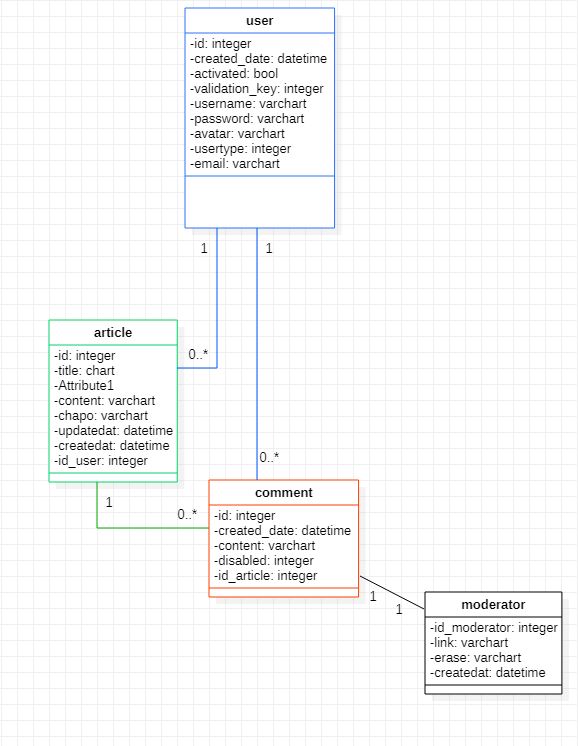 user
-id: integer
-created_date: datetime
-activated: bool
-validation_key: integer
-username: varchart
-password: varchart
-avatar: varchart
-usertype: integer
-email: varchart
1
1
article
0..*
-id: integer
-title: chart
-Attribute1
-content: varchart
-chapo: varchart
-updatedat: datetime
-createdat: datetime
-id_user: integer
0..*
1
0..*
comment
-id: integer
-created_date: datetime
-content: varchart
-disabled: integer
-id_article: integer
1
1
moderator
-id_moderator: integer
-link: varchart
-erase: varchart
-createdat: datetime